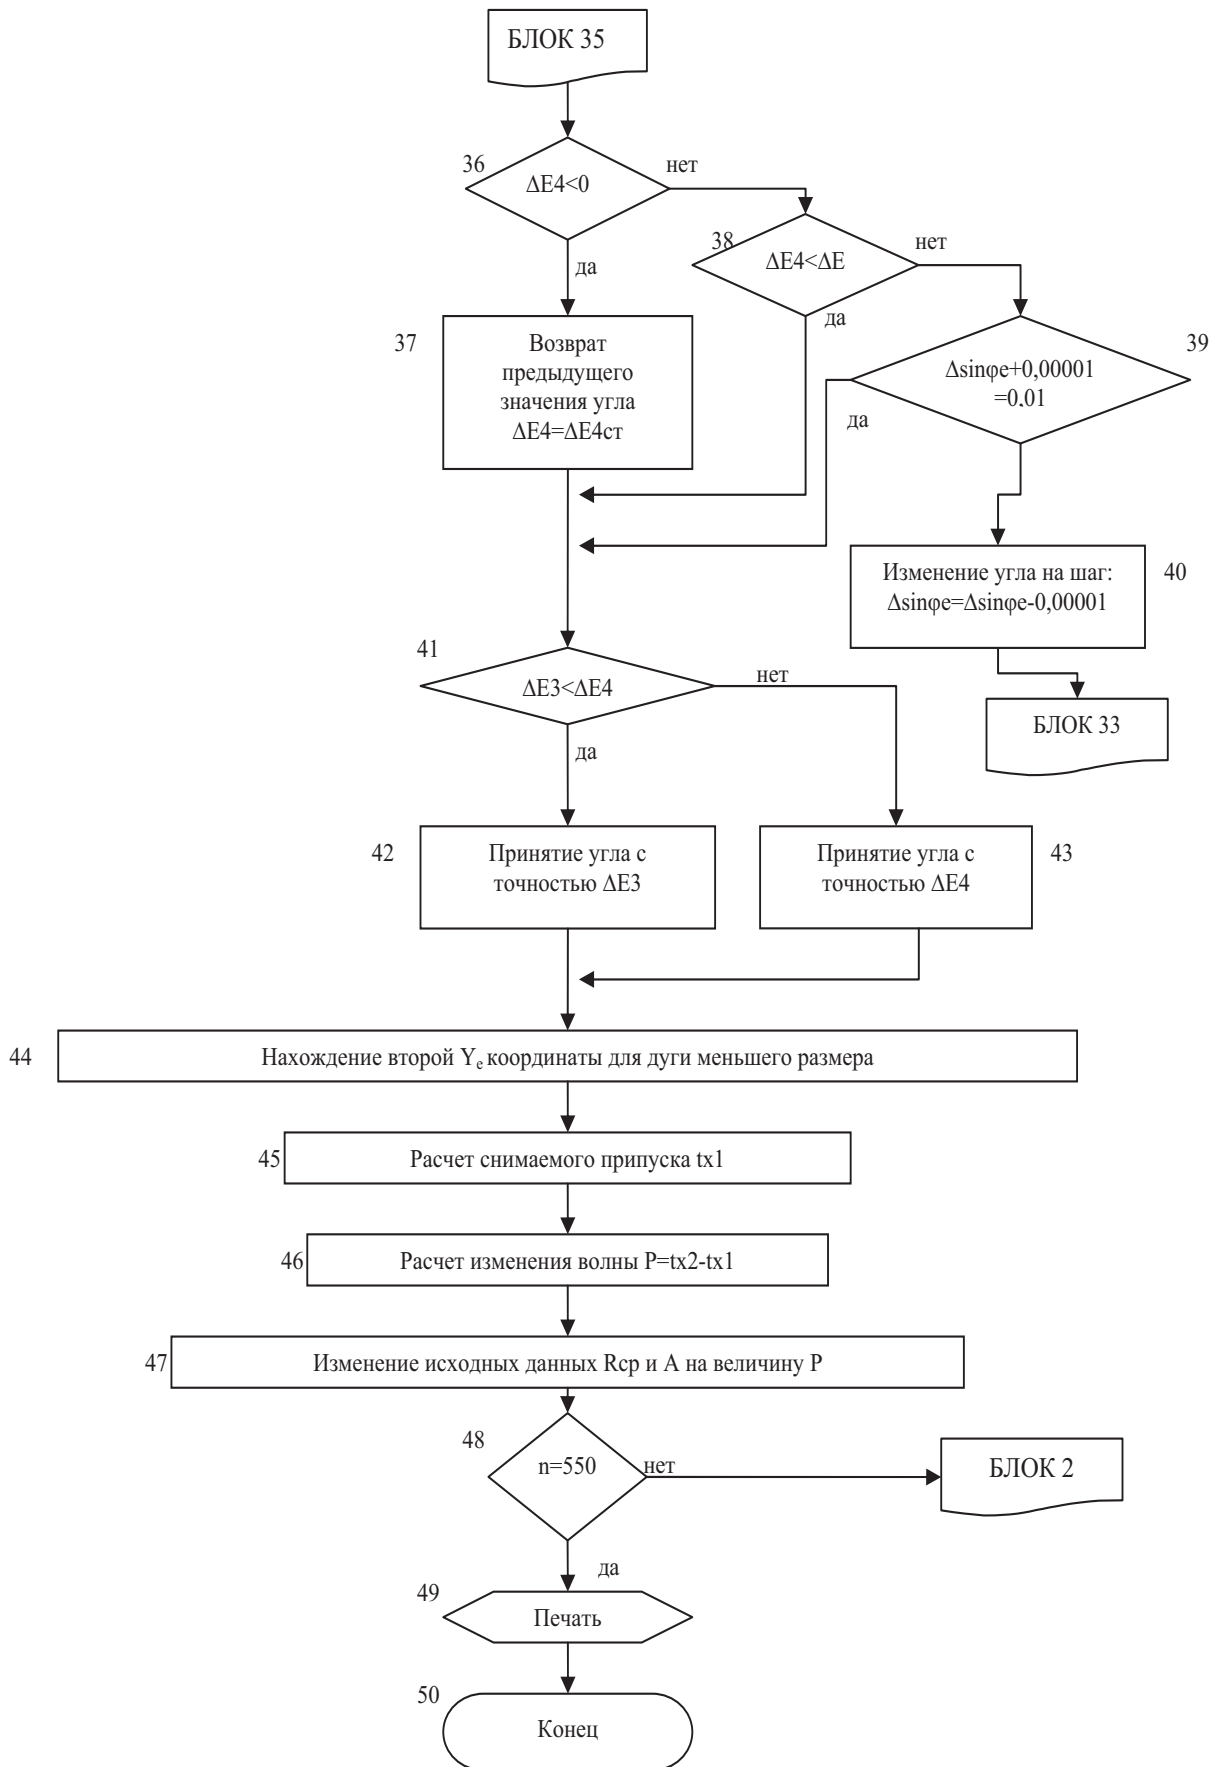 БЛОК 35
36
ΔE4<0
нет
да
38
ΔE4<ΔE
нет
да
37
Возврат
предыдущего
значения угла
ΔE4=ΔE4ст
39
Δsinφe+0,00001
=0,01
да
Изменение угла на шаг:
Δsinφe=Δsinφe-0,00001
40
41
ΔE3<ΔE4
нет
да
БЛОК 33
42
Принятие угла с
точностью ΔE3
Принятие угла с
точностью ΔE4
43
44
Нахождение второй Yₑ координаты для дуги меньшего размера
45
Расчет снимаемого припуска tx1
46
Расчет изменения волны P=tx2-tx1
47
Изменение исходных данных Rср и А на величину P
48
n=550
нет
БЛОК 2
да
49
Печать
50
Конец